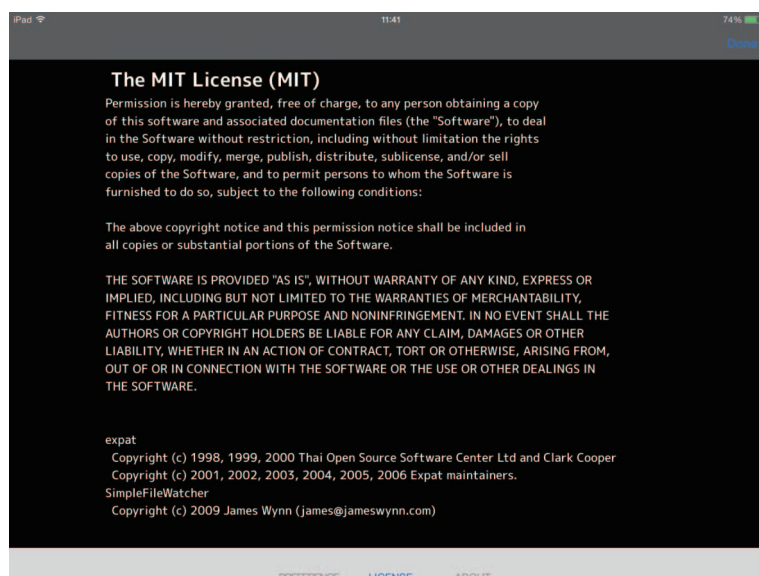 iPad 11:41 74%
Done
The MIT License (MIT)
Permission is hereby granted, free of charge, to any person obtaining a copy
of this software and associated documentation files (the "Software"), to deal
in the Software without restriction, including without limitation the rights
to use, copy, modify, merge, publish, distribute, sublicense, and/or sell
copies of the Software, and to permit persons to whom the Software is
furnished to do so, subject to the following conditions:
The above copyright notice and this permission notice shall be included in
all copies or substantial portions of the Software.
THE SOFTWARE IS PROVIDED "AS IS", WITHOUT WARRANTY OF ANY KIND, EXPRESS OR
IMPLIED, INCLUDING BUT NOT LIMITED TO THE WARRANTIES OF MERCHANTABILITY,
FITNESS FOR A PARTICULAR PURPOSE AND NONINFRINGEMENT. IN NO EVENT SHALL THE
AUTHORS OR COPYRIGHT HOLDERS BE LIABLE FOR ANY CLAIM, DAMAGES OR OTHER
LIABILITY, WHETHER IN AN ACTION OF CONTRACT, TORT OR OTHERWISE, ARISING FROM,
OUT OF OR IN CONNECTION WITH THE SOFTWARE OR THE USE OR OTHER DEALINGS IN
THE SOFTWARE.
expat
Copyright (c) 1998, 1999, 2000 Thai Open Source Software Center Ltd and Clark Cooper
Copyright (c) 2001, 2002, 2003, 2004, 2005, 2006 Expat maintainers.
SimpleFileWatcher
Copyright (c) 2009 James Wynn (james@jameswynn.com)
PREFERENCE LICENSE ABOUT